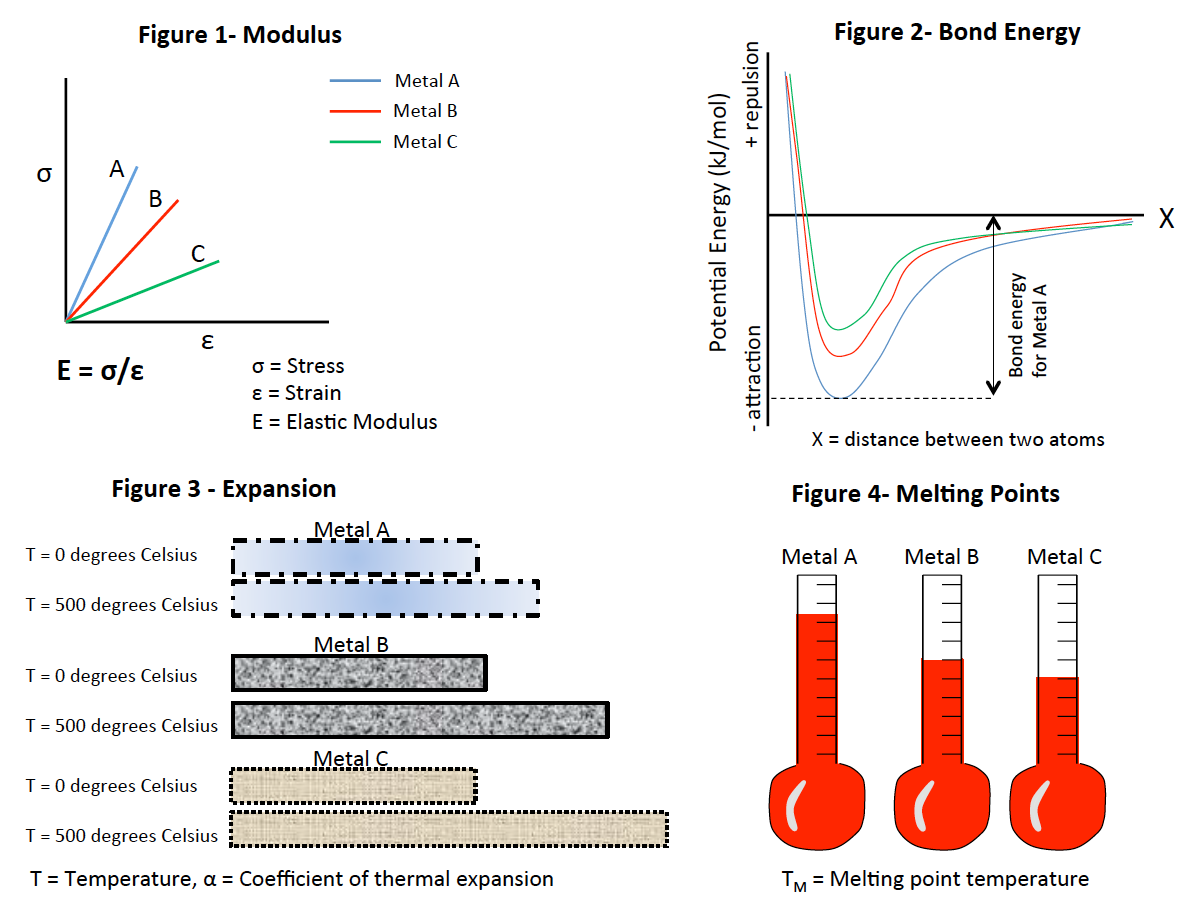 Figure 1- Modulus
Metal A
Metal B
Metal C
σ
A
B
C
ε
E = σ/ε
σ = Stress
ε = Strain
E = Elastic Modulus
Figure 2- Bond Energy
Potential Energy (kJ/mol)
+ repulsion
- attraction
X
Bond energy
for Metal A
X = distance between two atoms
Figure 3 - Expansion
Metal A
T = 0 degrees Celsius
T = 500 degrees Celsius
Metal B
T = 0 degrees Celsius
T = 500 degrees Celsius
Metal C
T = 0 degrees Celsius
T = 500 degrees Celsius
T = Temperature, α = Coefficient of thermal expansion
Figure 4- Melting Points
Metal A
Metal B
Metal C
TM = Melting point temperature